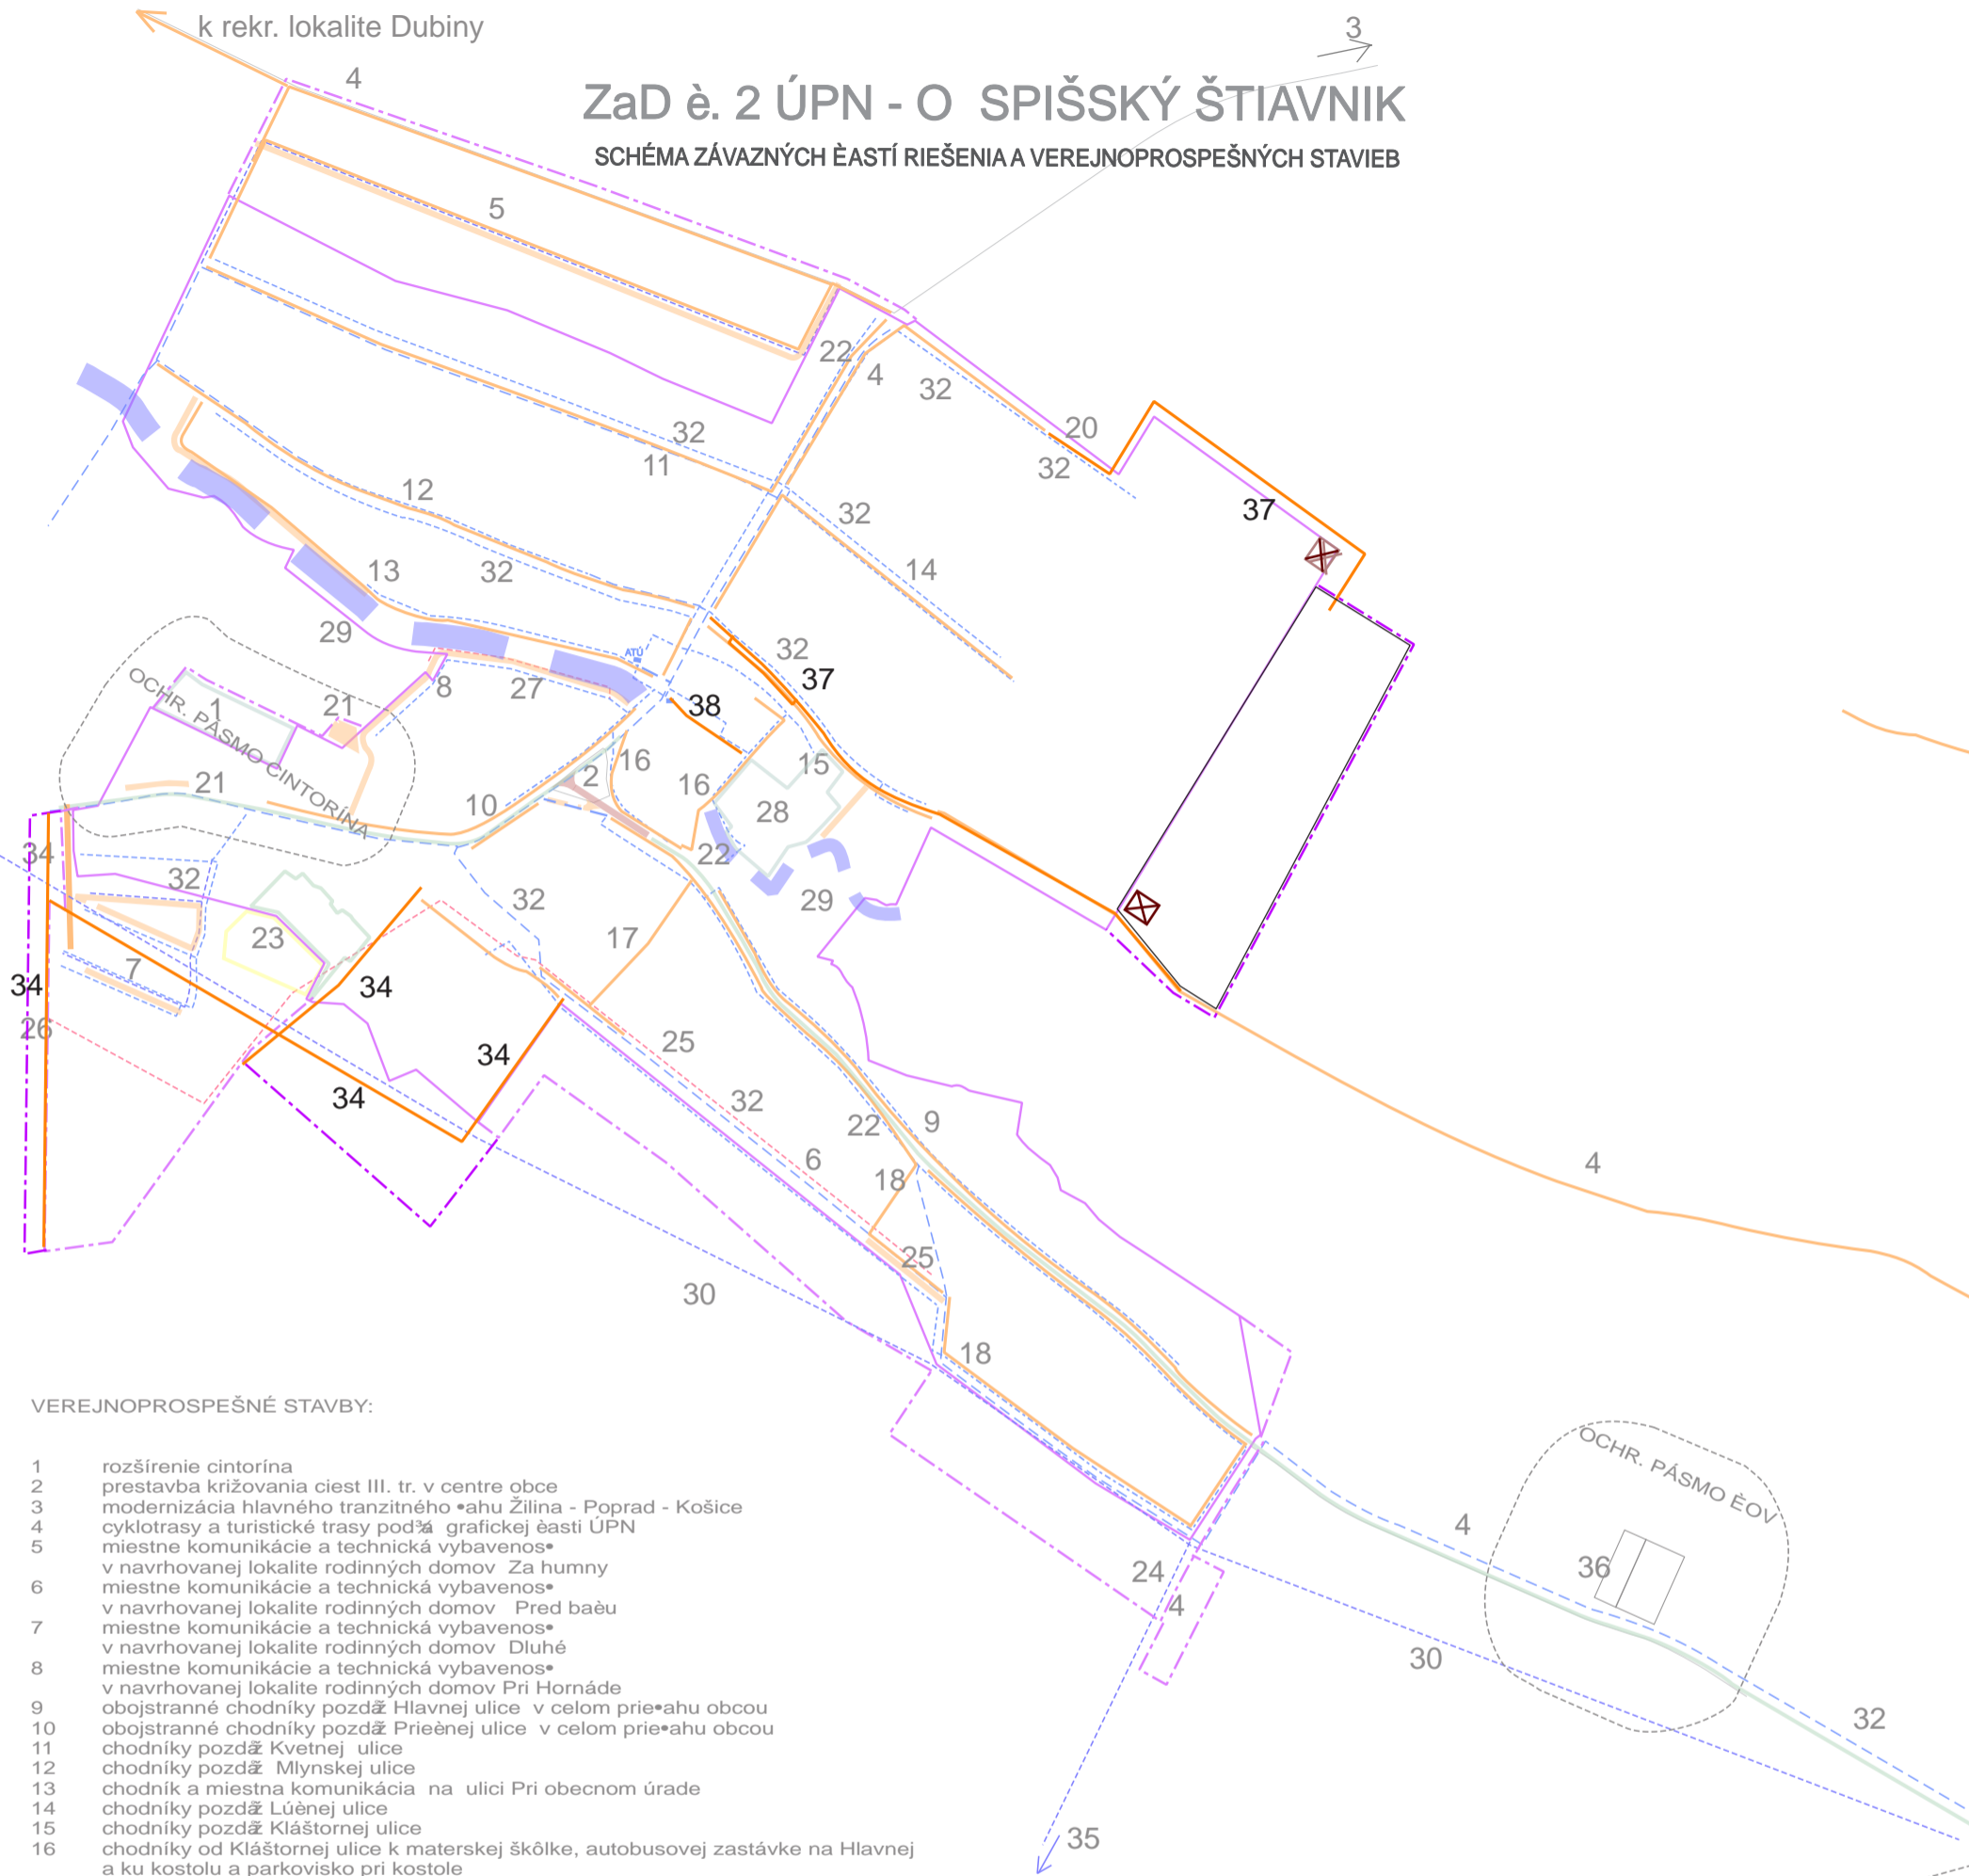 k rekr. lokalite Dubiny
3
4
ZaD è. 2 ÚPN - O SPIŠSKÝ ŠTIAVNIK
SCHÉMA ZÁVAZNÝCH ÈASTÍ RIEŠENIA A VEREJNOPROSPEŠNÝCH STAVIEB
5
22
4
32
20
32
11
32
37
12
32
14
13
32
29
32
ATÚ
37
8
27
38
OCHR. PÁSMO CINTORÍNA
1
21
21
10
2
16
16
15
28
22
29
34
32
32
23
17
7
34
34
26
34
34
25
32
6
22
9
18
25
4
30
18
OCHR. PÁSMO ÈOV
4
36
24
4
30
32
35
VEREJNOPROSPEŠNÉ STAVBY:
1 rozšírenie cintorína
2 prestavba križovania ciest III. tr. v centre obce
3 modernizácia hlavného tranzitného •ahu Žilina - Poprad - Košice
4 cyklotrasy a turistické trasy pod¾a grafickej èasti ÚPN
5 miestne komunikácie a technická vybavenos•
v navrhovanej lokalite rodinných domov Za humny
6 miestne komunikácie a technická vybavenos•
v navrhovanej lokalite rodinných domov Pred baèu
7 miestne komunikácie a technická vybavenos•
v navrhovanej lokalite rodinných domov Dluhé
8 miestne komunikácie a technická vybavenos•
v navrhovanej lokalite rodinných domov Pri Hornáde
9 obojstranné chodníky pozdåž Hlavnej ulice v celom prie•ahu obcou
10 obojstranné chodníky pozdåž Prieènej ulice v celom prie•ahu obcou
11 chodníky pozdåž Kvetnej ulice
12 chodníky pozdåž Mlynskej ulice
13 chodník a miestna komunikácia na ulici Pri obecnom úrade
14 chodníky pozdåž Lúènej ulice
15 chodníky pozdåž Kláštornej ulice
16 chodníky od Kláštornej ulice k materskej škôlke, autobusovej zastávke na Hlavnej
a ku kostolu a parkovisko pri kostole